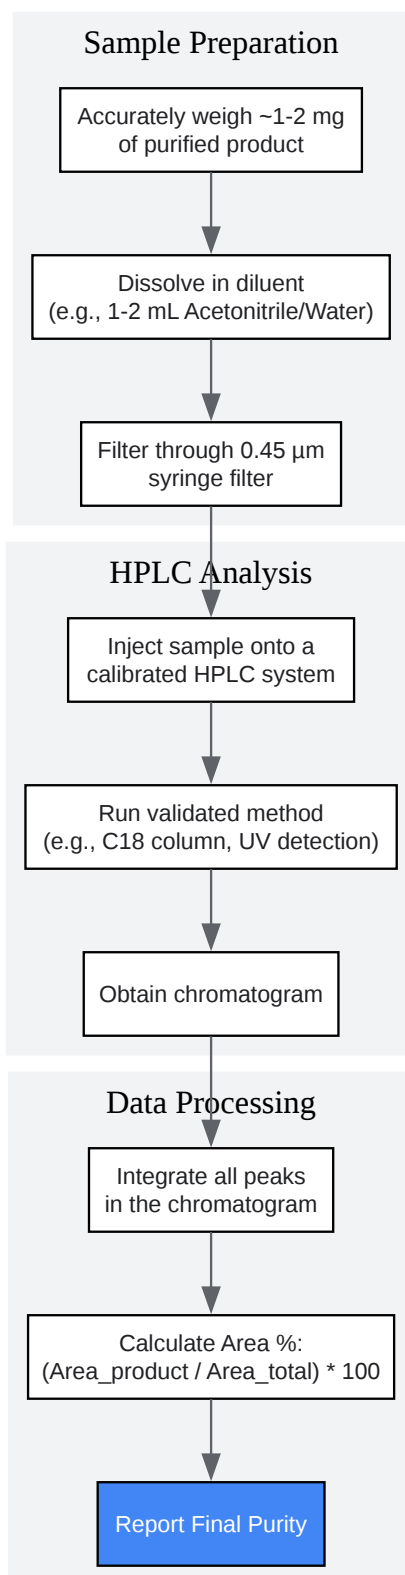 Sample Preparation
Accurately weigh ~1-2 mg
of purified product
Dissolve in diluent
(e.g., 1-2 mL Acetonitrile/Water)
Filter through 0.45 µm
syringe filter
HPLC Analysis
Inject sample onto a
calibrated HPLC system
Run validated method
(e.g., C18 column, UV detection)
Obtain chromatogram
Data Processing
Integrate all peaks
in the chromatogram
Calculate Area %:
(Area_product / Area_total) * 100
Report Final Purity